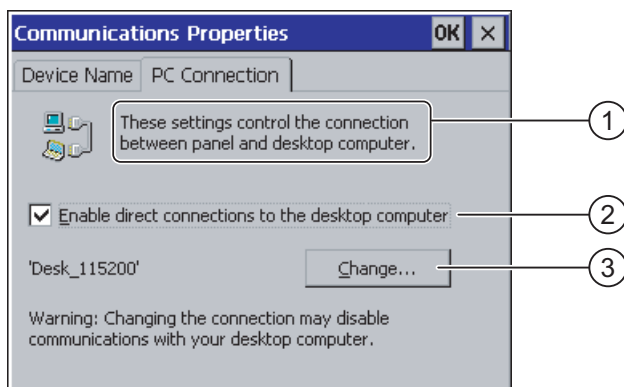 Communications Properties OK ×
Device Name PC Connection
These settings control the connection
between panel and desktop computer.
1
Enable direct connections to the desktop computer
2
'Desk_115200' Change...
3
Warning: Changing the connection may disable
communications with your desktop computer.